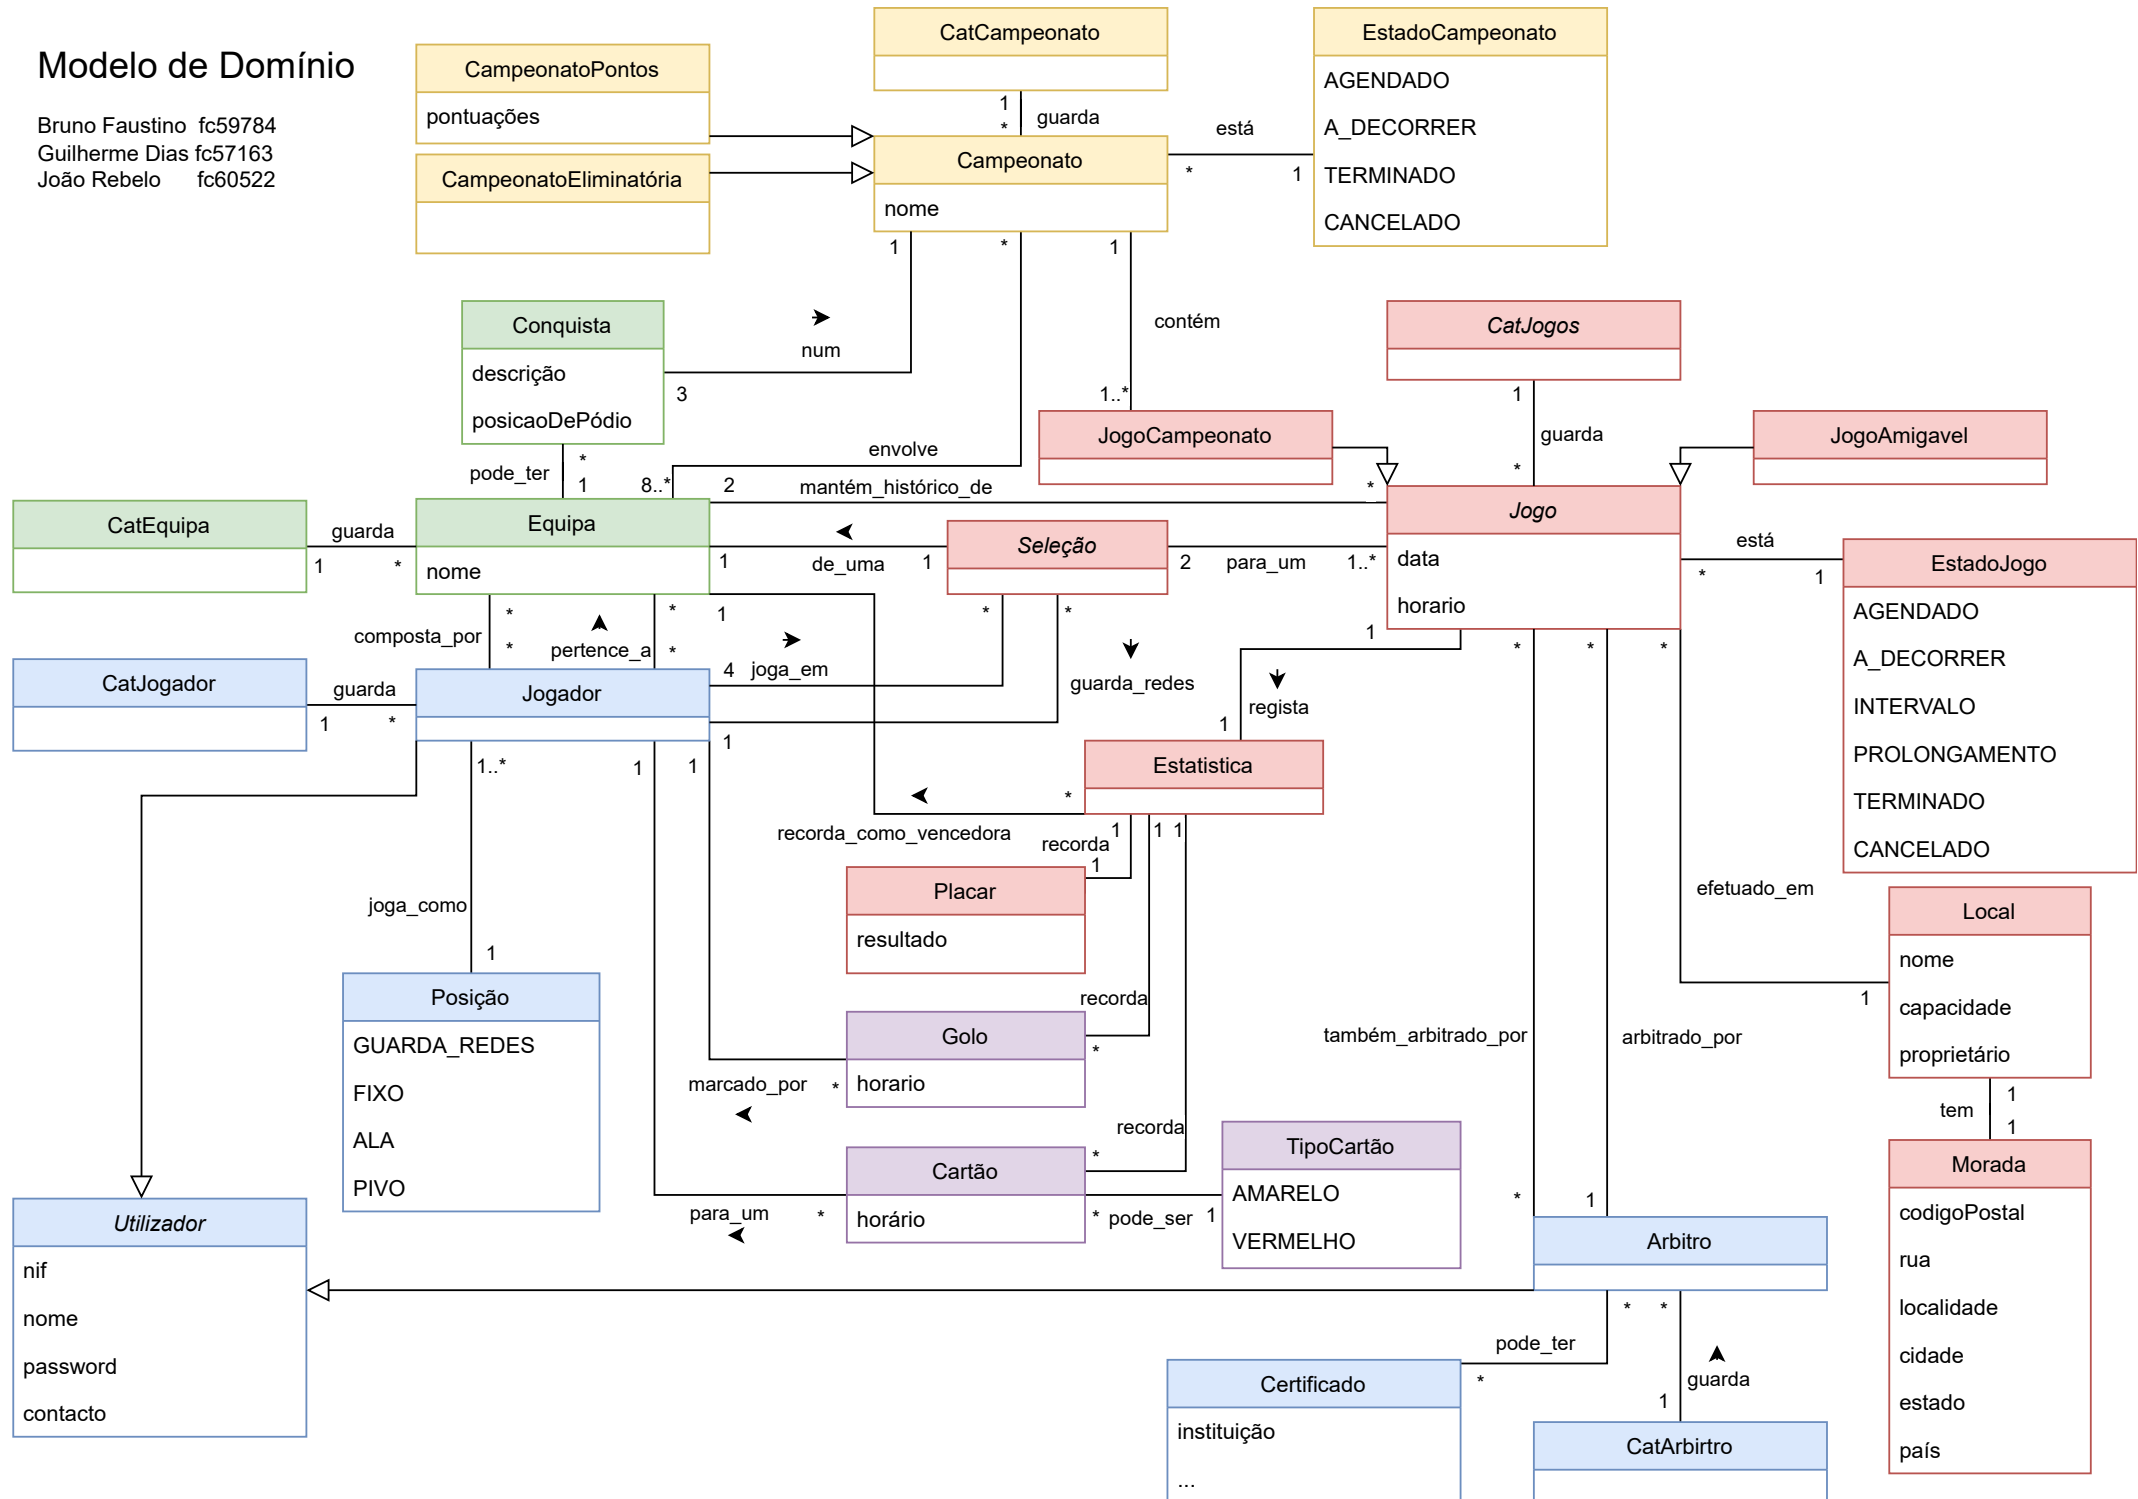 Modelo de Domínio
Bruno Faustino fc59784
Guilherme Dias fc57163
João Rebelo fc60522
CampeonatoPontos
pontuações
CampeonatoEliminatória
CatCampeonato
1
*
guarda
Campeonato
nome
está
*
1
EstadoCampeonato
AGENDADO
A_DECORRER
TERMINADO
CANCELADO
1
*
1
Conquista
descrição
posicaoDePódio
num
3
contém
1..*
CatJogos
1
guarda
*
JogoCampeonato
JogoAmigavel
pode_ter
*
1
envolve
8..*
2
mantém_histórico_de
*
CatEquipa
guarda
1
*
Equipa
nome
1
de_uma
1
Seleção
2
para_um
1..*
Jogo
data
horario
está
*
1
EstadoJogo
AGENDADO
A_DECORRER
INTERVALO
PROLONGAMENTO
TERMINADO
CANCELADO
composta_por
*
*
pertence_a
*
*
1
4
joga_em
*
*
guarda_redes
1
regista
1
*
*
*
CatJogador
guarda
1
*
Jogador
1
1..*
1
1
Estatistica
*
recorda_como_vencedora
1
1
1
recorda
1
Placar
resultado
joga_como
1
Posição
GUARDA_REDES
FIXO
ALA
PIVO
recorda
*
Golo
horario
marcado_por
*
recorda
*
Cartão
horário
para_um
*
*
pode_ser
1
TipoCartão
AMARELO
VERMELHO
também_arbitrado_por
*
arbitrado_por
1
efetuado_em
1
Local
nome
capacidade
proprietário
1
tem
1
Morada
codigoPostal
rua
localidade
cidade
estado
país
Utilizador
nif
nome
password
contacto
Arbitro
*
*
pode_ter
*
Certificado
instituição
...
guarda
1
CatArbirtro